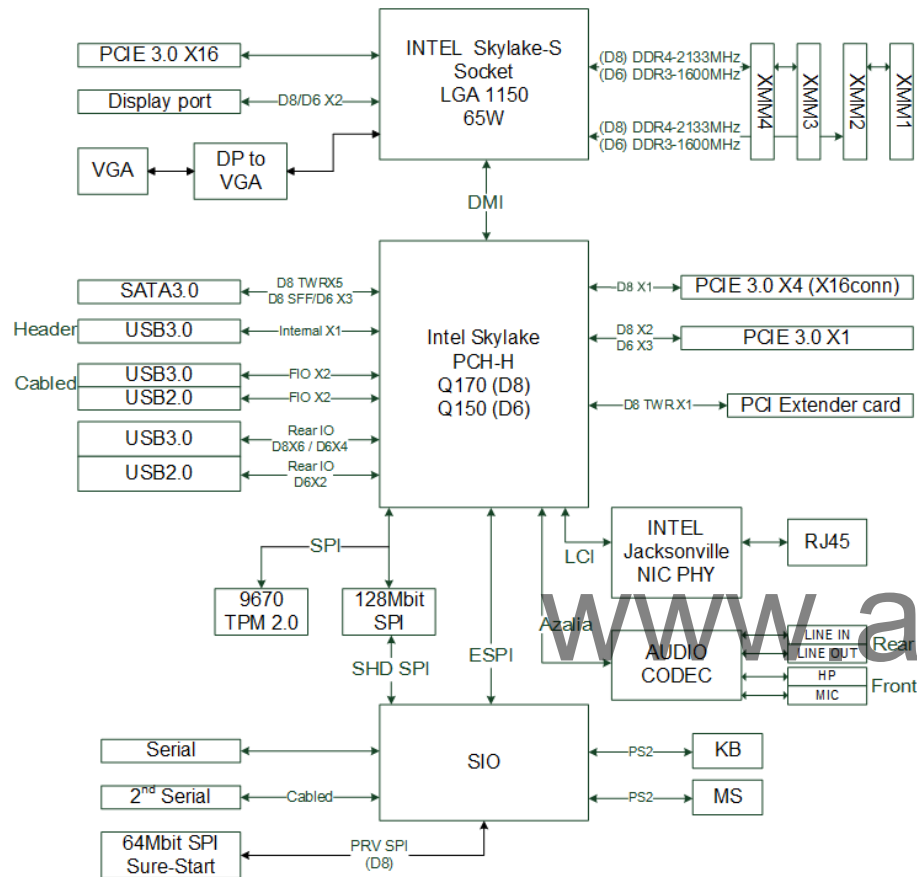 PCIE 3.0 X16
INTEL Skylake-S
Socket
LGA 1150
65W
(D8) DDR4-2133MHz
(D6) DDR3-1600MHz
XMM4
XMM3
XMM2
XMM1
Display port
D8/D6 X2
(D8) DDR4-2133MHz
(D6) DDR3-1600MHz
VGA
DP to
VGA
DMI
SATA3.0
D8 TWRX5
D8 SFF/D6 X3
Header
USB3.0
Internal X1
Cabled
USB3.0
FIO X2
USB2.0
FIO X2
USB3.0
Rear IO
D8X6 / D6X4
USB2.0
Rear IO
D6X2
Intel Skylake
PCH-H
Q170 (D8)
Q150 (D6)
D8 X1
PCIE 3.0 X4 (X16conn)
D8 X2
D6 X3
PCIE 3.0 X1
D8 TWR X1
PCI Extender card
SPI
9670
TPM 2.0
128Mbit
SPI
SHD SPI
ESPI
LCI
INTEL
Jacksonville
NIC PHY
RJ45
Azalia
AUDIO
CODEC
LINE IN
LINE OUT
Rear
HP
MIC
Front
www.a
Serial
2nd Serial
Cabled
64Mbit SPI
Sure-Start
PRV SPI
(D8)
SIO
PS2
KB
PS2
MS